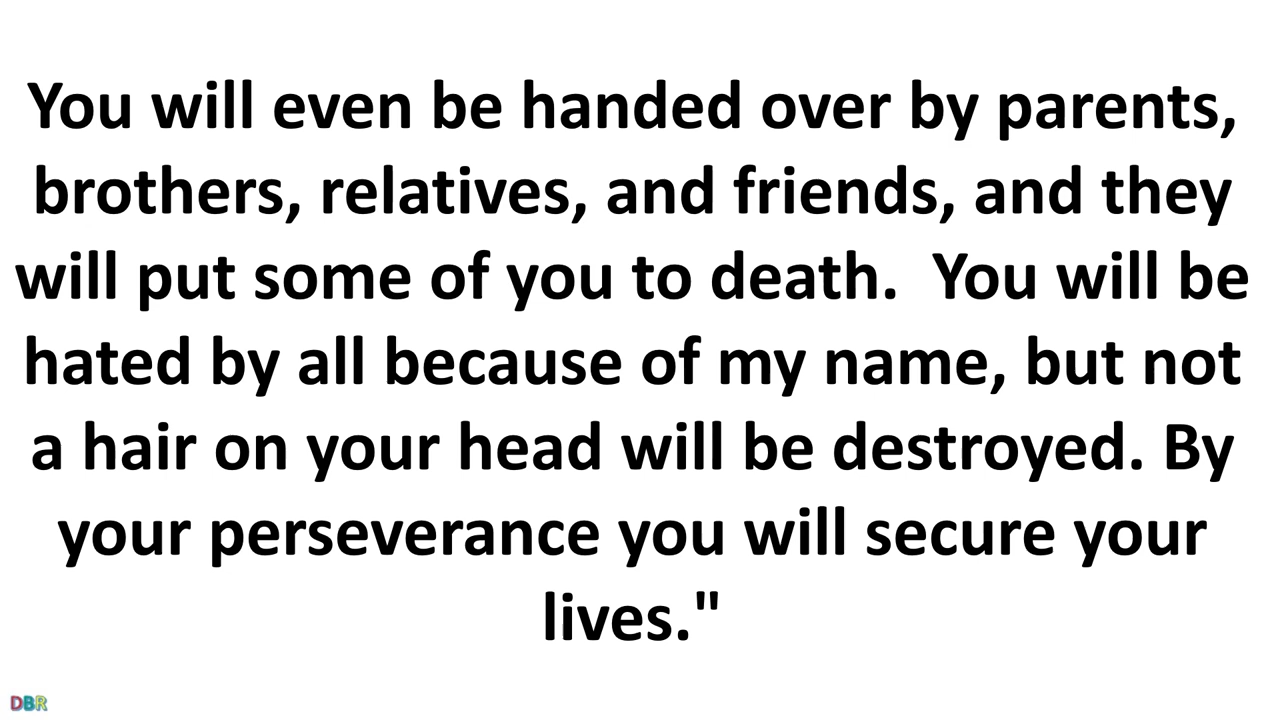 You will even be handed over by parents,
brothers, relatives, and friends, and they
will put some of you to death.  You will be
hated by all because of my name, but not
a hair on your head will be destroyed. By
your perseverance you will secure your
lives."
DBR